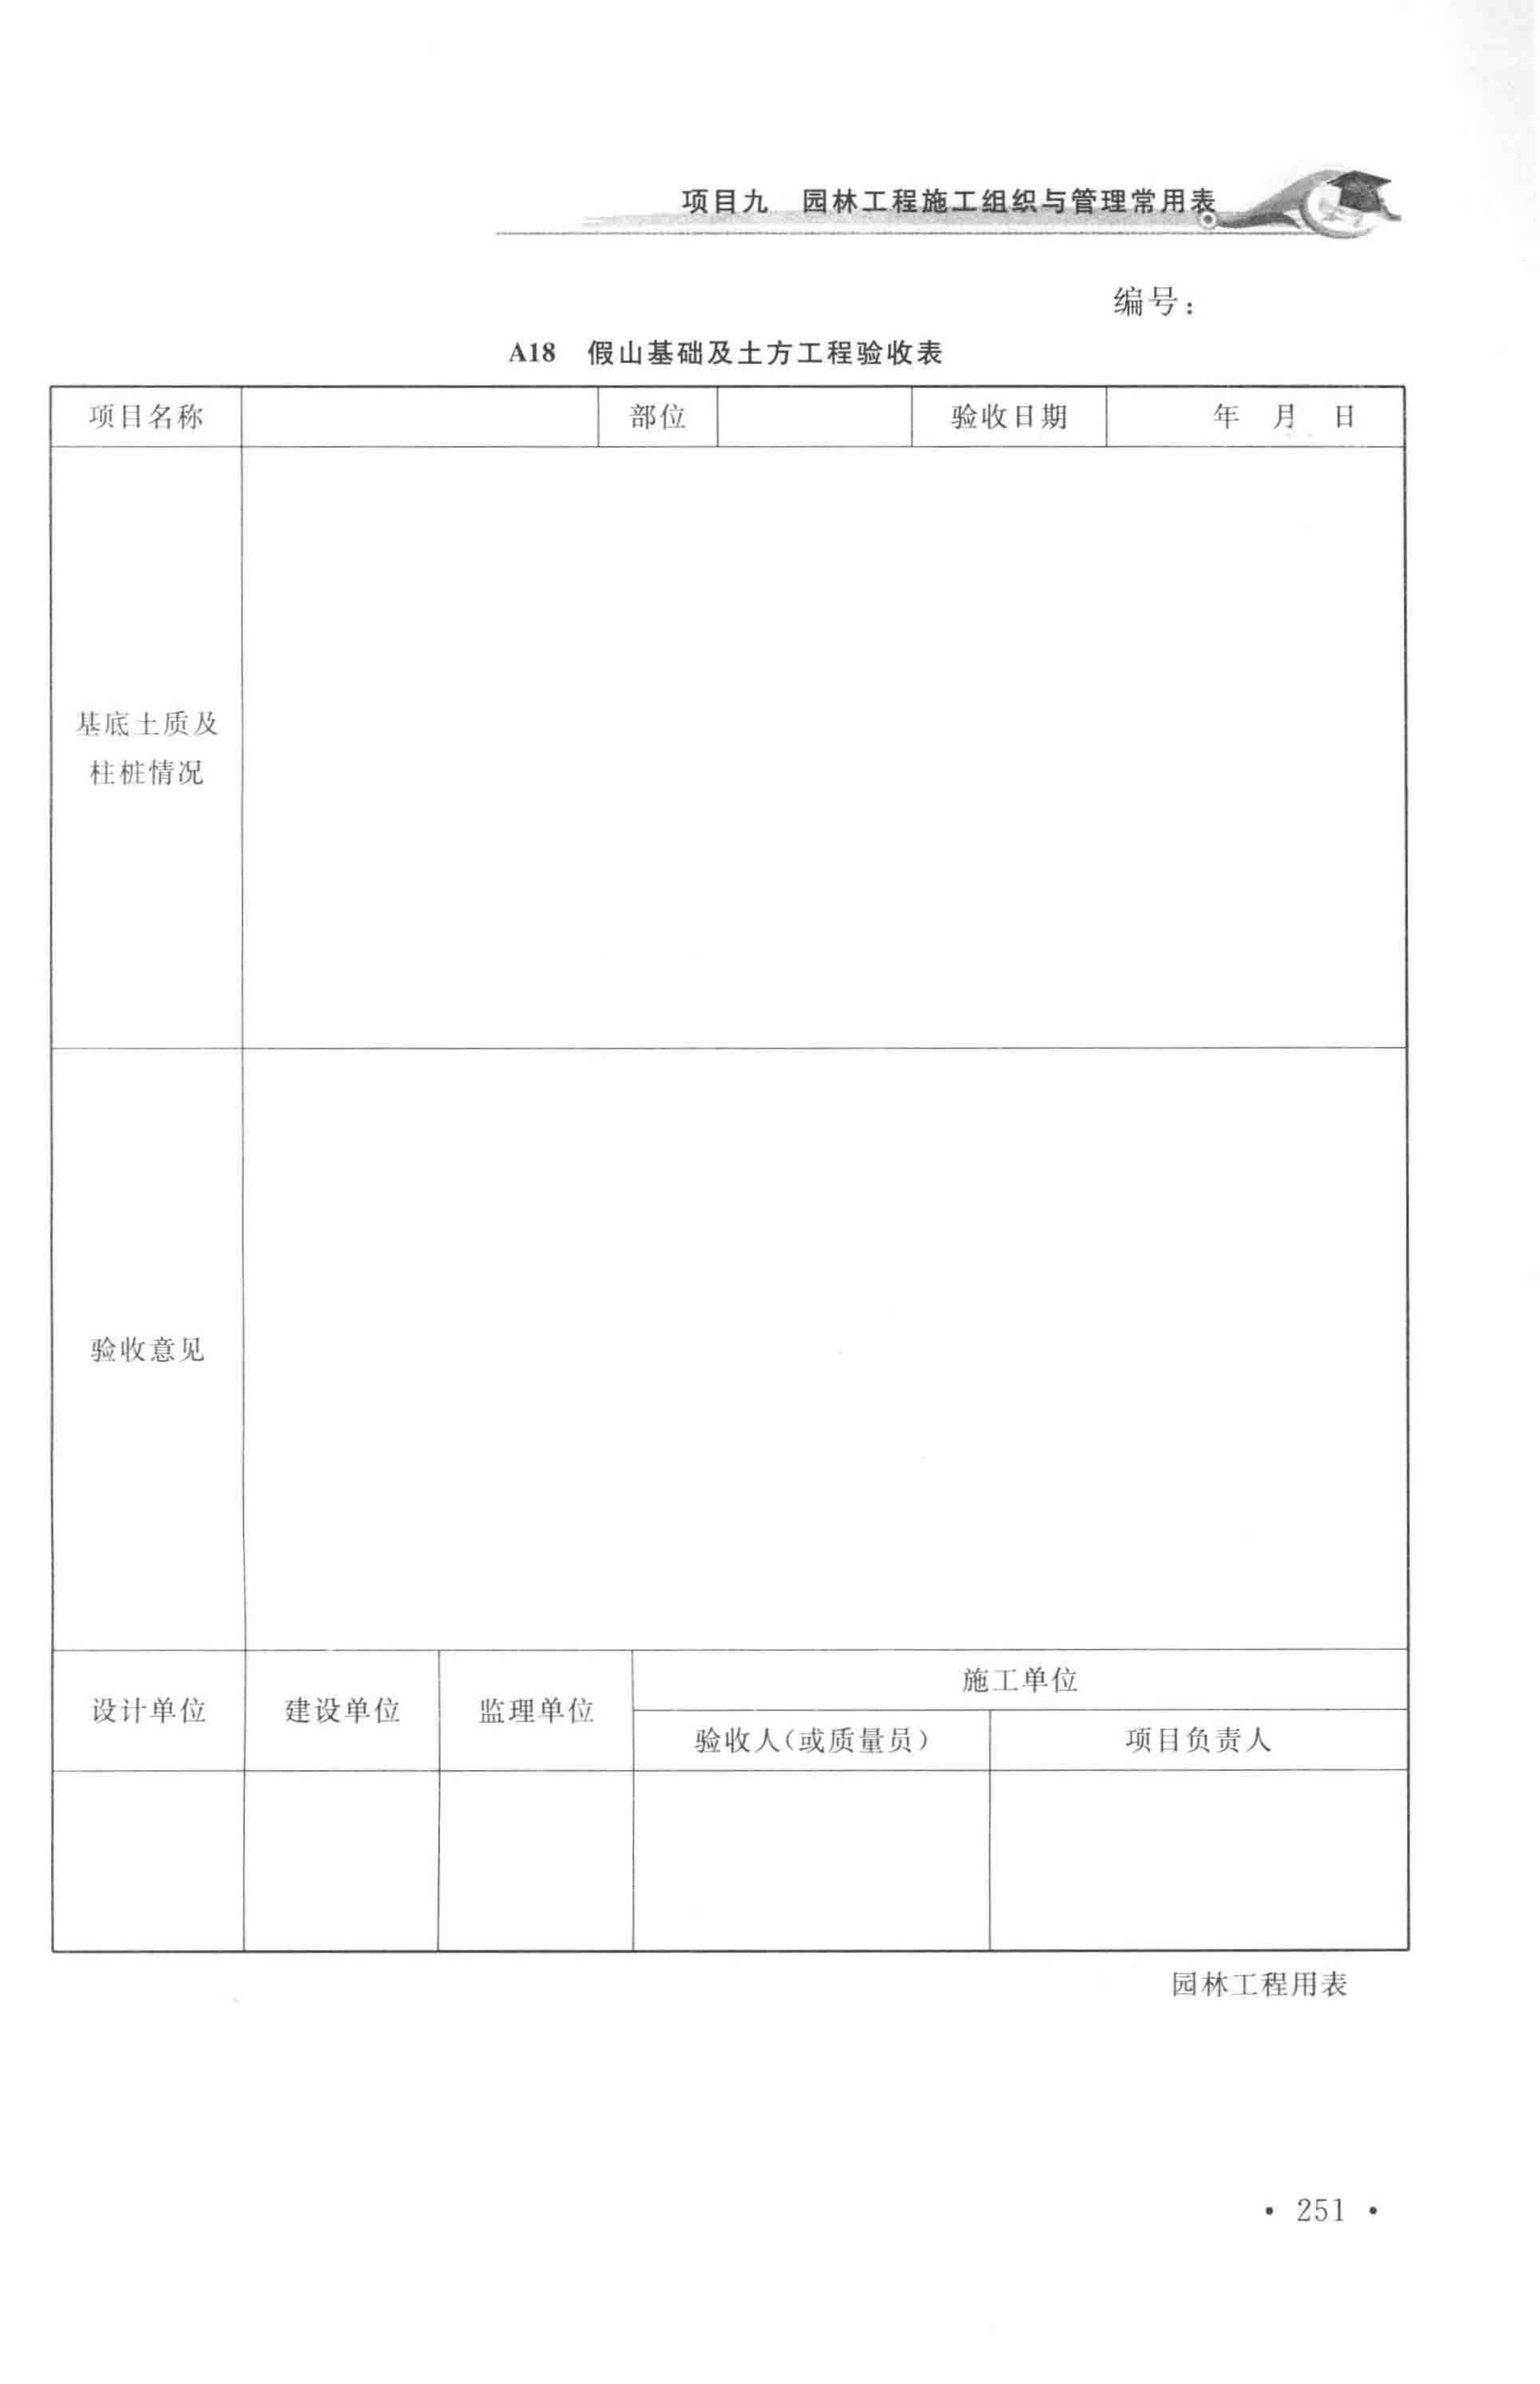 项目九 园林工程施工组织与管理常用表
编号：
A18 假山基础及土方工程验收表
项目名称 部位 验收日期 年 月 日
基底土质及
柱桩情况
验收意见
设计单位 建设单位 监理单位 施工单位
验收人（或质量员） 项目负责人
园林工程用表
· 251 ·